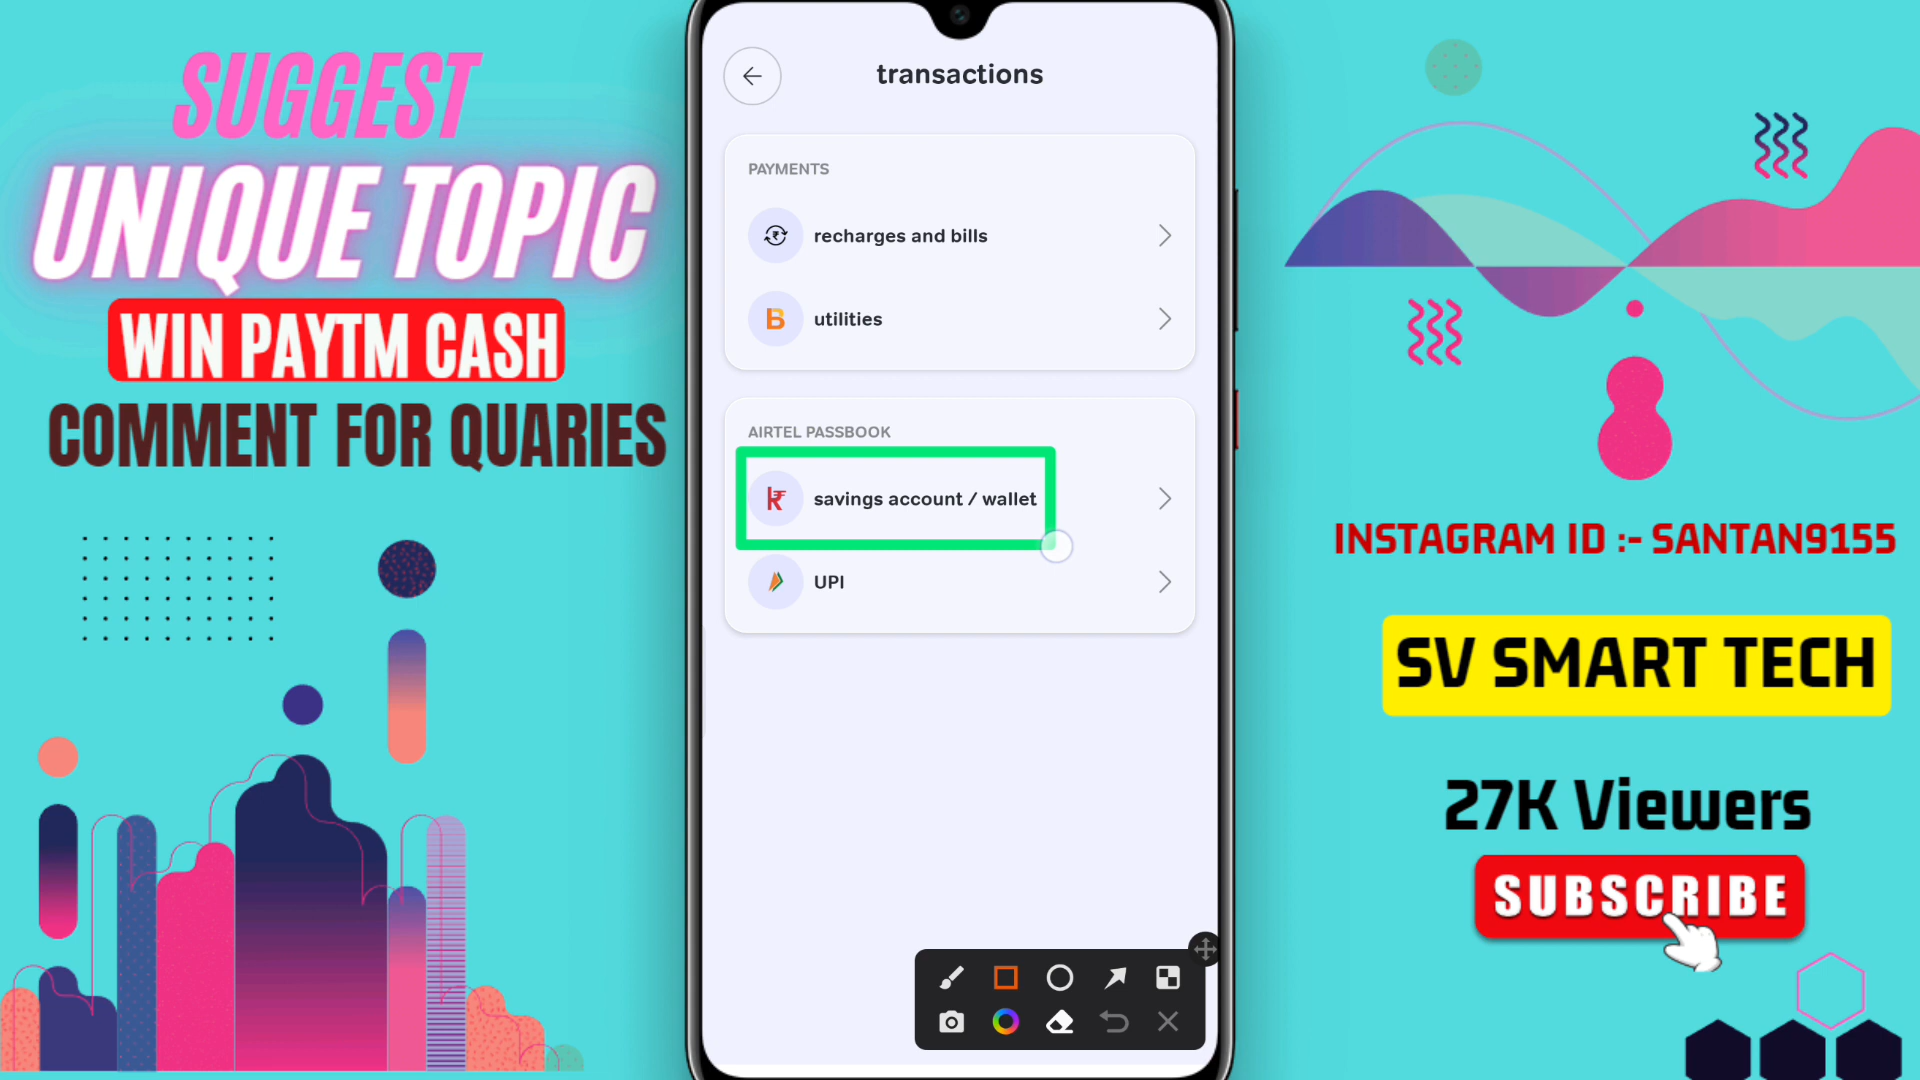 SUGGEST
UNIQUE TOPIC
WIN PAYTM CASH
COMMENT FOR QUARIES
transactions
PAYMENTS
recharges and bills
utilities
AIRTEL PASSBOOK
savings account / wallet
UPI
INSTAGRAM ID :- SANTAN9155
SV SMART TECH
27K Viewers
SUBSCRIBE